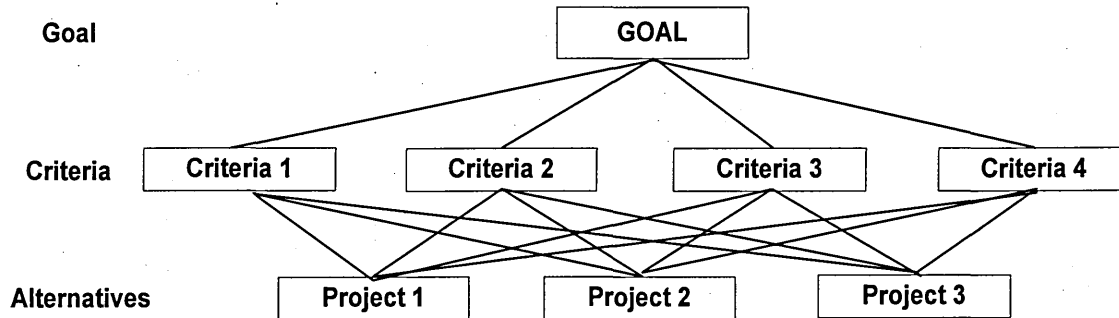 Goal
GOAL
Criteria
Criteria 1
Criteria 2
Criteria 3
Criteria 4
Alternatives
Project 1
Project 2
Project 3